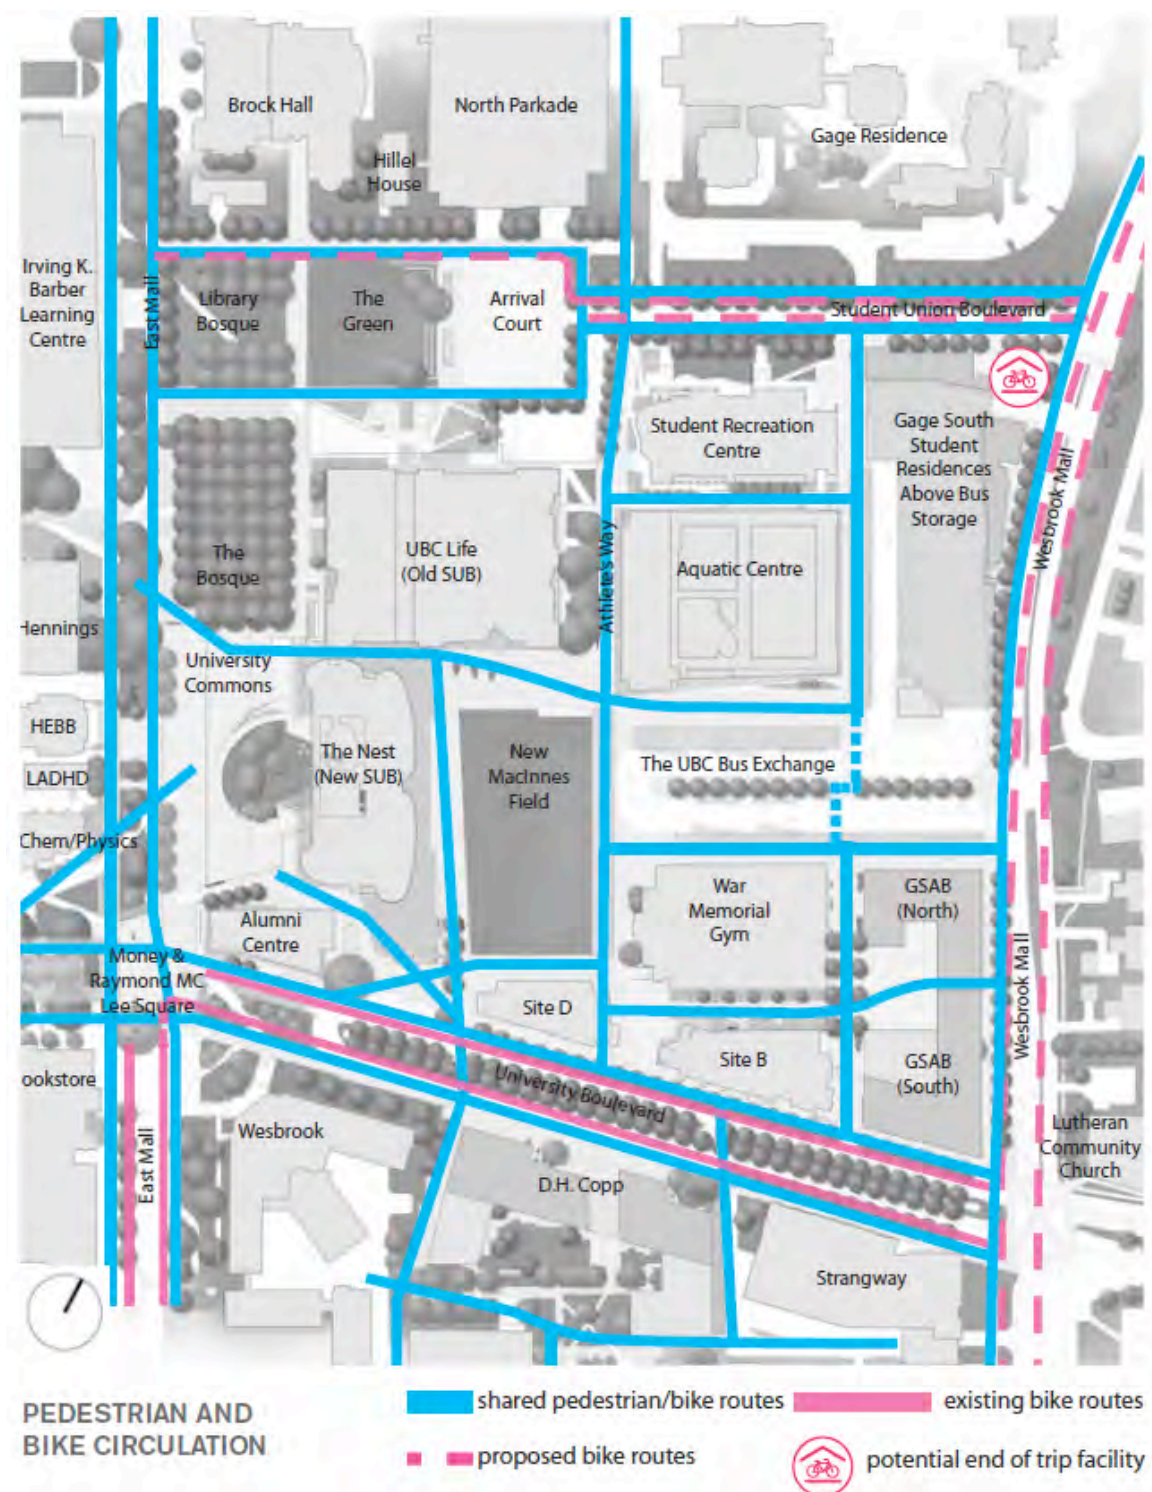 Brock Hall
North Parkade
Gage Residence
Hillel
House
Irving K.
Barber
Learning
Centre
East Mall
Library
Bosque
The
Green
Arrival
Court
Student Union Boulevard
Student Recreation
Centre
Gage South
Student
Residences
Above Bus
Storage
Wesbrook Mall
The
Bosque
UBC Life
(Old SUB)
Athlete's Way
Aquatic Centre
Hennings
University
Commons
HEBB
LADHD
The Nest
(New SUB)
New
MacInnes
Field
The UBC Bus Exchange
Chem/Physics
War
Memorial
Gym
GSAB
(North)
Alumni
Centre
Money &
Raymond MC
Lee Square
Wesbrook Mall
Site D
Site B
GSAB
(South)
ookstore
University Boulevard
East Mall
Wesbrook
D.H. Copp
Lutheran
Community
Church
Strangway
PEDESTRIAN AND
BIKE CIRCULATION
shared pedestrian/bike routes
existing bike routes
proposed bike routes
potential end of trip facility